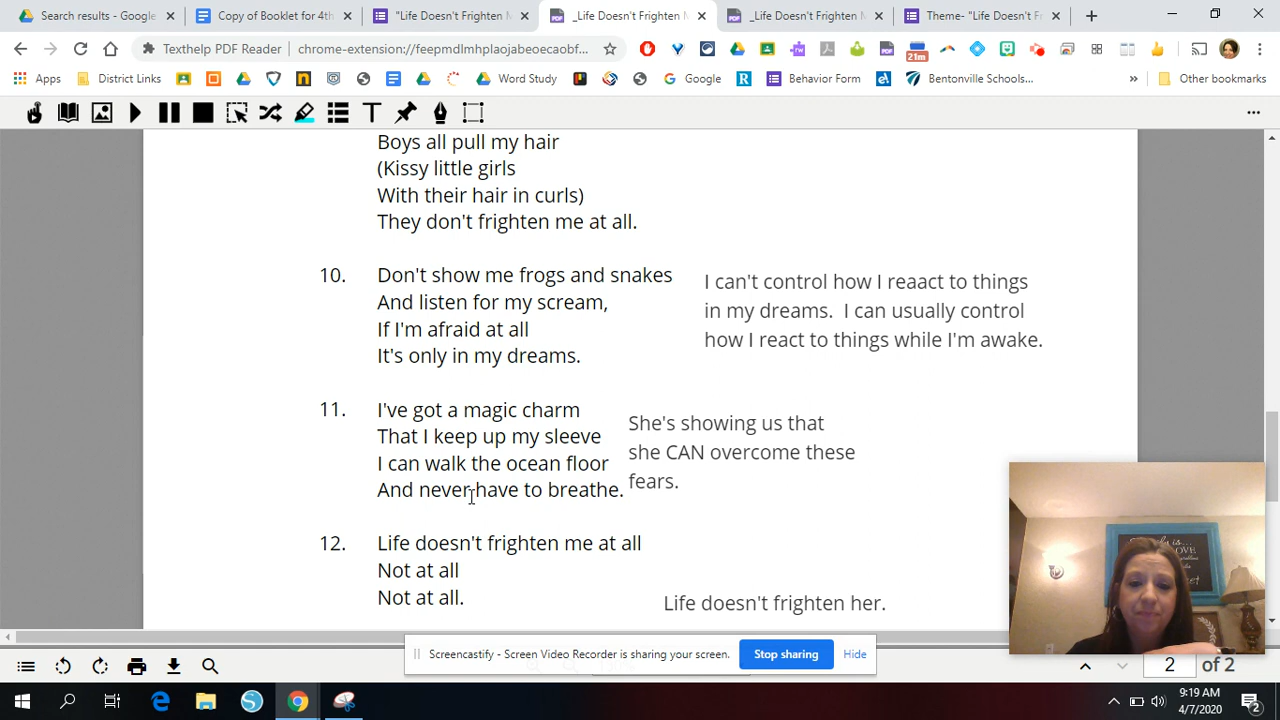 Search results - Google
Copy of Booklet for 4th
"Life Doesn't Frighten M
_Life Doesn't Frighten M
_Life Doesn't Frighten M
Theme- "Life Doesn't Fr
Texthelp PDF Reader | chrome-extension://feepmdlmhplaojabeoecaobf...
21m
Apps
District Links
Word Study
Google
Behavior Form
Bentonville Schools...
»
Other bookmarks
Boys all pull my hair
(Kissy little girls
With their hair in curls)
They don't frighten me at all.
10. Don't show me frogs and snakes
And listen for my scream,
If I'm afraid at all
It's only in my dreams.
I can't control how I reaact to things
in my dreams. I can usually control
how I react to things while I'm awake.
11. I've got a magic charm
That I keep up my sleeve
I can walk the ocean floor
And never have to breathe.
She's showing us that
she CAN overcome these
fears.
12. Life doesn't frighten me at all
Not at all
Not at all.
Life doesn't frighten her.
Screencastify - Screen Video Recorder is sharing your screen.
Stop sharing
Hide
2 of 2
9:19 AM
4/7/2020